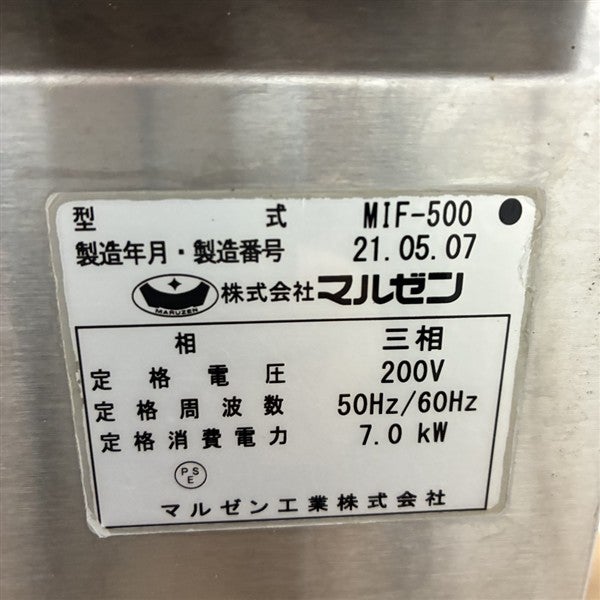 型式 MIF-500
製造年月・製造番号 21.05.07
MARUZEN 株式会社マルゼン
相 三相
定格電圧 200V
定格周波数 50Hz/60Hz
定格消費電力 7.0 kW
PSE
マルゼン工業株式会社